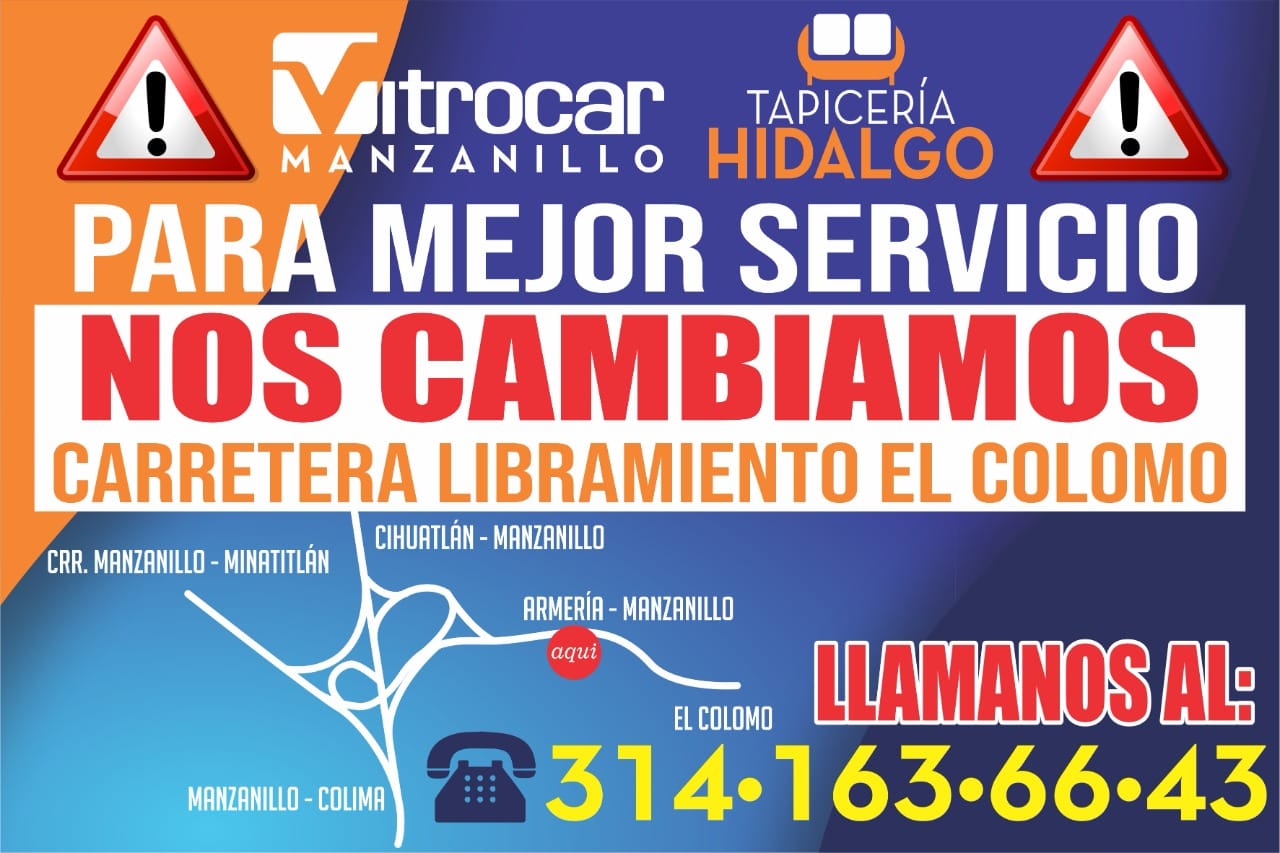 Vitrocar
MANZANILLO
TAPICERÍA
HIDALGO
PARA MEJOR SERVICIO
NOS CAMBIAMOS
CARRETERA LIBRAMIENTO EL COLOMO
CIHUATLÁN - MANZANILLO
CRR. MANZANILLO - MINATITLÁN
ARMERÍA - MANZANILLO
aqui
EL COLOMO
MANZANILLO - COLIMA
LLAMANOS AL:
314•163•66•43